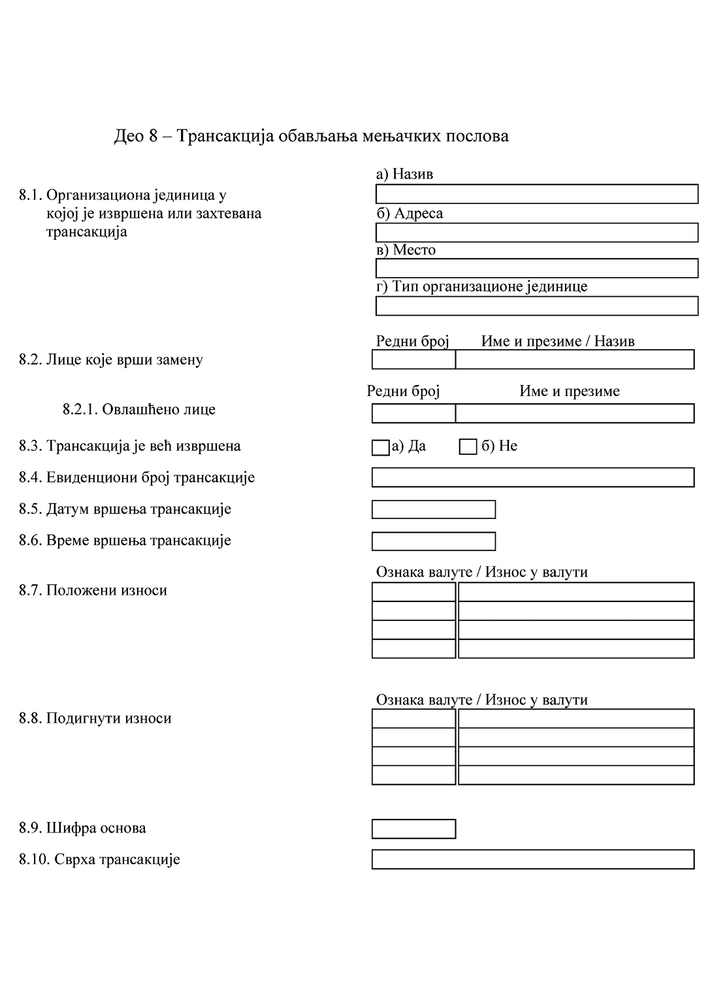 Део 8 – Трансакција обављања мењачких послова
а) Назив
8.1. Организациона јединица у
којој је извршена или захтевана
трансакција
б) Адреса
в) Место
г) Тип организационе јединице
Редни број Име и презиме / Назив
8.2. Лице које врши замену
Редни број Име и презиме
8.2.1. Овлашћено лице
8.3. Трансакција је већ извршена а) Да б) Не
8.4. Евиденциони број трансакције
8.5. Датум вршења трансакције
8.6. Време вршења трансакције
Ознака валуте / Износ у валути
8.7. Положени износи
Ознака валуте / Износ у валути
8.8. Подигнути износи
8.9. Шифра основа
8.10. Сврха трансакције